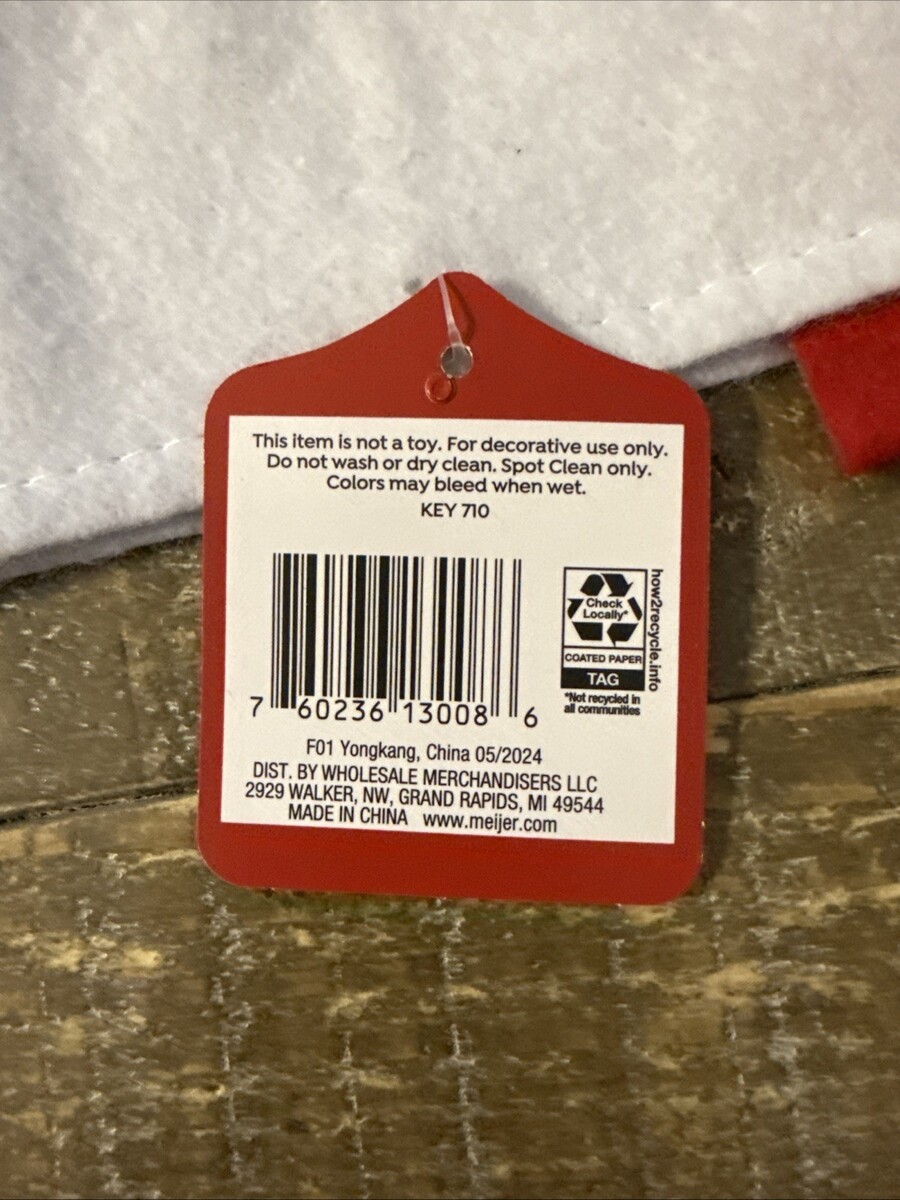 This item is not a toy. For decorative use only.
Do not wash or dry clean. Spot Clean only.
Colors may bleed when wet.
KEY 710
Check
Locally*
COATED PAPER
TAG
*Not recycled in
all communities
how2recycle.info
7 60236 13008 6
F01 Yongkang, China 05/2024
DIST. BY WHOLESALE MERCHANDISERS LLC
2929 WALKER, NW, GRAND RAPIDS, MI 49544
MADE IN CHINA www.meijer.com